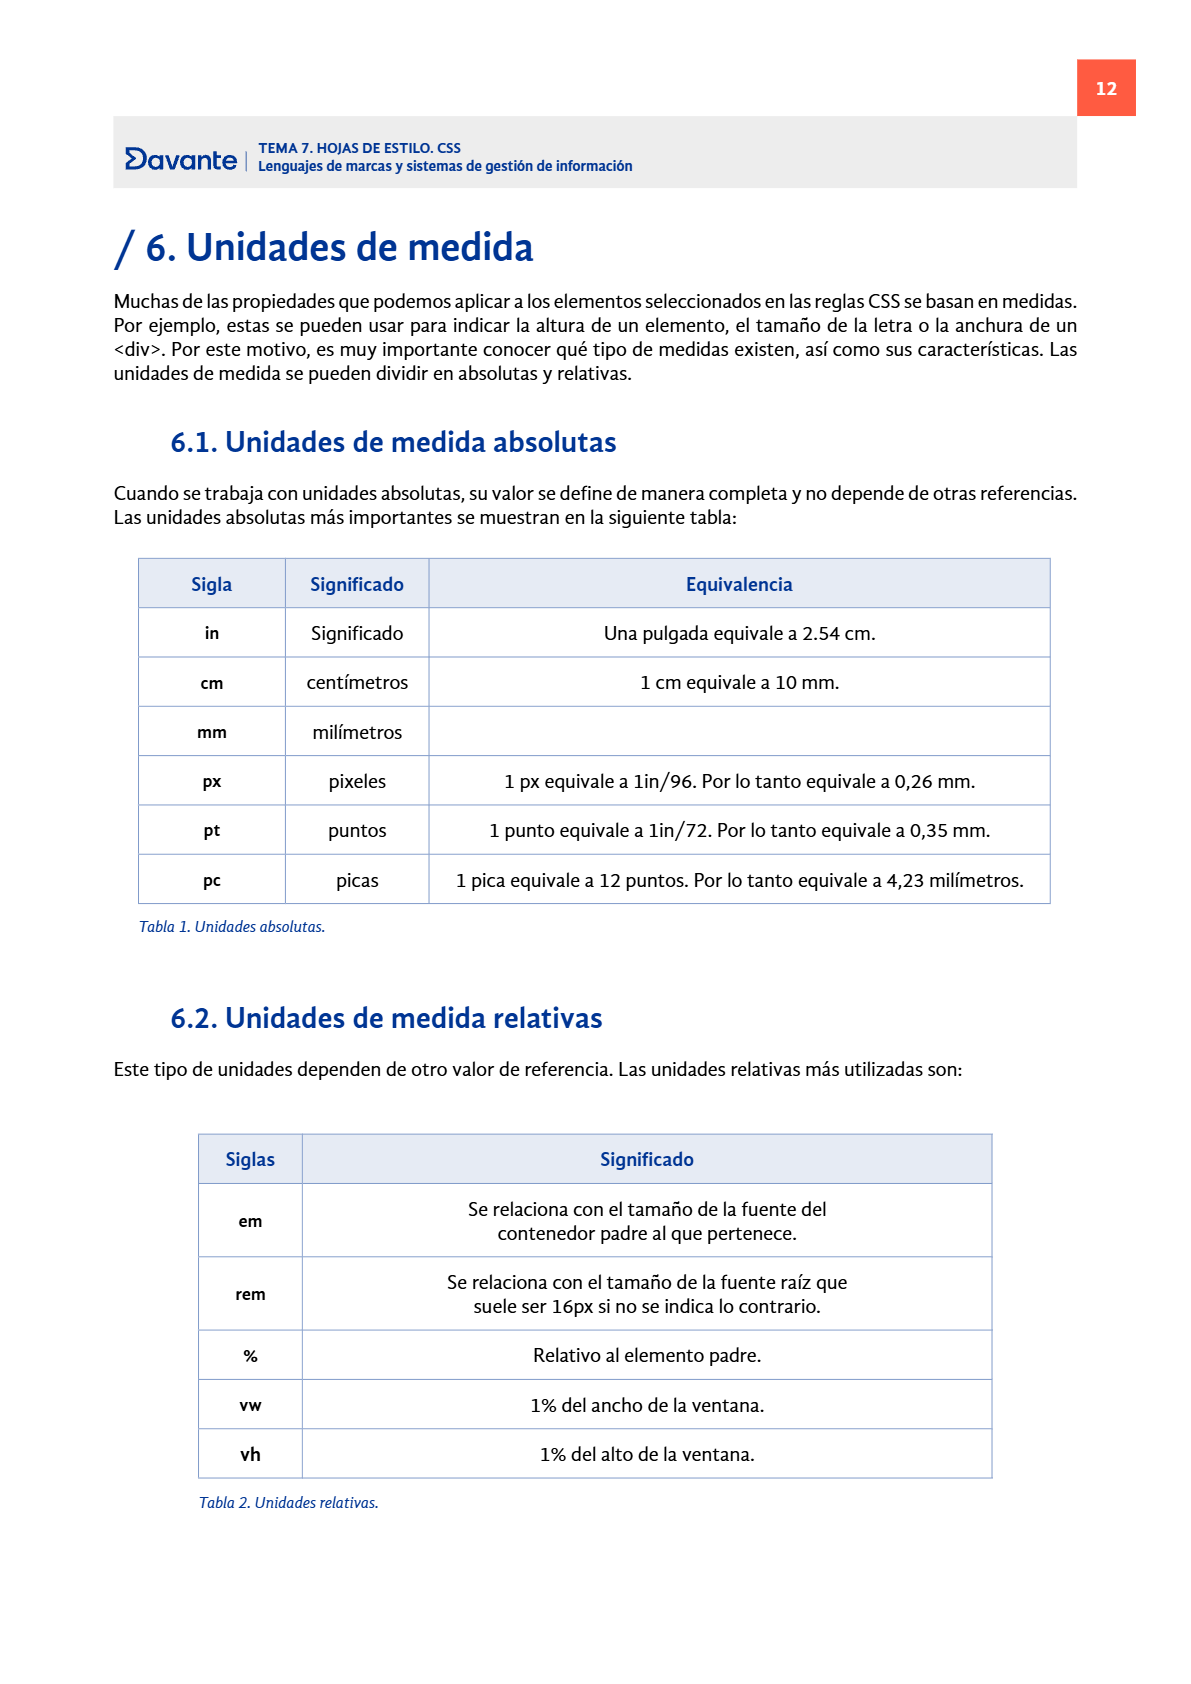 12
Davante
TEMA 7. HOJAS DE ESTILO. CSS
Lenguajes de marcas y sistemas de gestión de información
/ 6. Unidades de medida
Muchas de las propiedades que podemos aplicar a los elementos seleccionados en las reglas CSS se basan en medidas.
Por ejemplo, estas se pueden usar para indicar la altura de un elemento, el tamaño de la letra o la anchura de un
<div>. Por este motivo, es muy importante conocer qué tipo de medidas existen, así como sus características. Las
unidades de medida se pueden dividir en absolutas y relativas.
6.1. Unidades de medida absolutas
Cuando se trabaja con unidades absolutas, su valor se define de manera completa y no depende de otras referencias.
Las unidades absolutas más importantes se muestran en la siguiente tabla:
Sigla Significado Equivalencia
in Significado Una pulgada equivale a 2.54 cm.
cm centímetros 1 cm equivale a 10 mm.
mm milímetros
px pixeles 1 px equivale a 1in/96. Por lo tanto equivale a 0,26 mm.
pt puntos 1 punto equivale a 1in/72. Por lo tanto equivale a 0,35 mm.
pc picas 1 pica equivale a 12 puntos. Por lo tanto equivale a 4,23 milímetros.
Tabla 1. Unidades absolutas.
6.2. Unidades de medida relativas
Este tipo de unidades dependen de otro valor de referencia. Las unidades relativas más utilizadas son:
Siglas Significado
em Se relaciona con el tamaño de la fuente del
contenedor padre al que pertenece.
rem Se relaciona con el tamaño de la fuente raíz que
suele ser 16px si no se indica lo contrario.
% Relativo al elemento padre.
vw 1% del ancho de la ventana.
vh 1% del alto de la ventana.
Tabla 2. Unidades relativas.